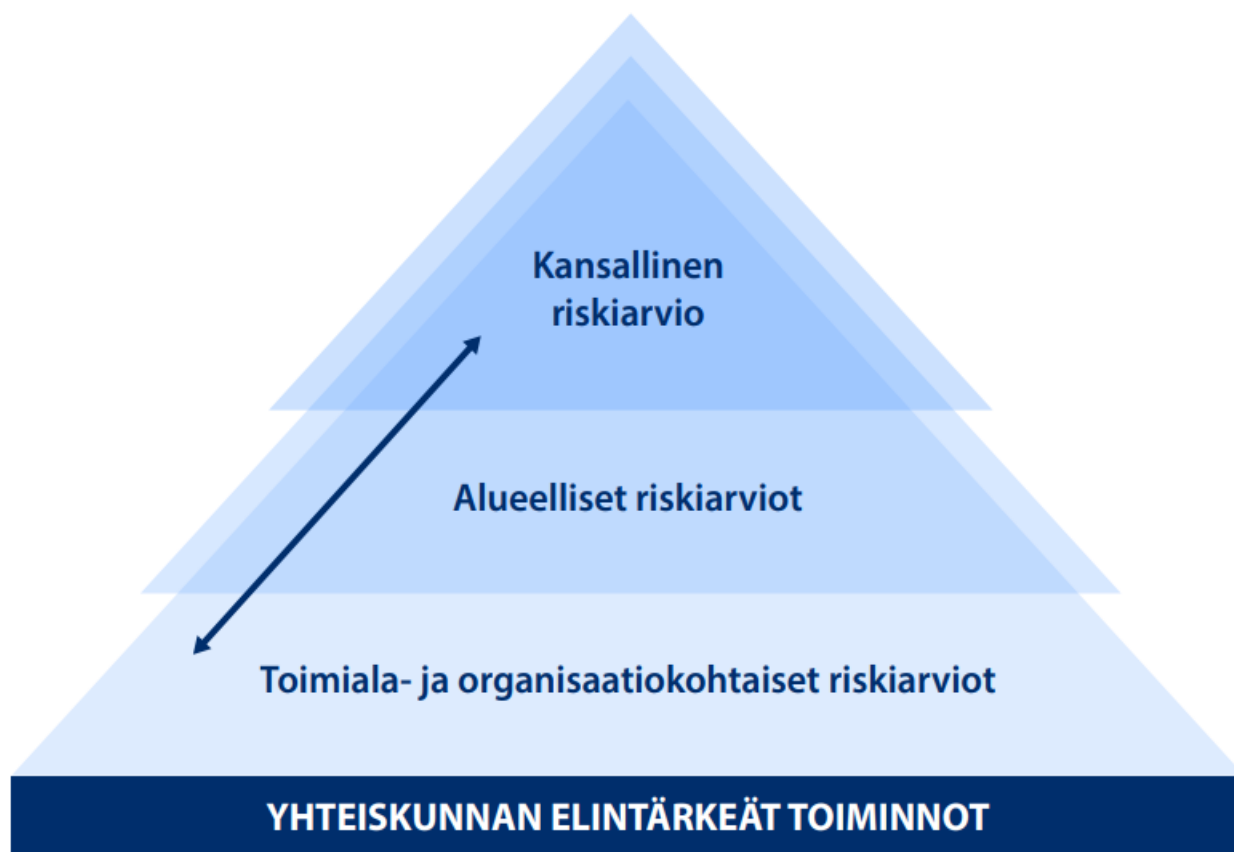 Kansallinen
riskiarvio
Alueelliset riskiarviot
Toimiala- ja organisaatiokohtaiset riskiarviot
YHTEISKUNNAN ELINTÄRKEÄT TOIMINNOT